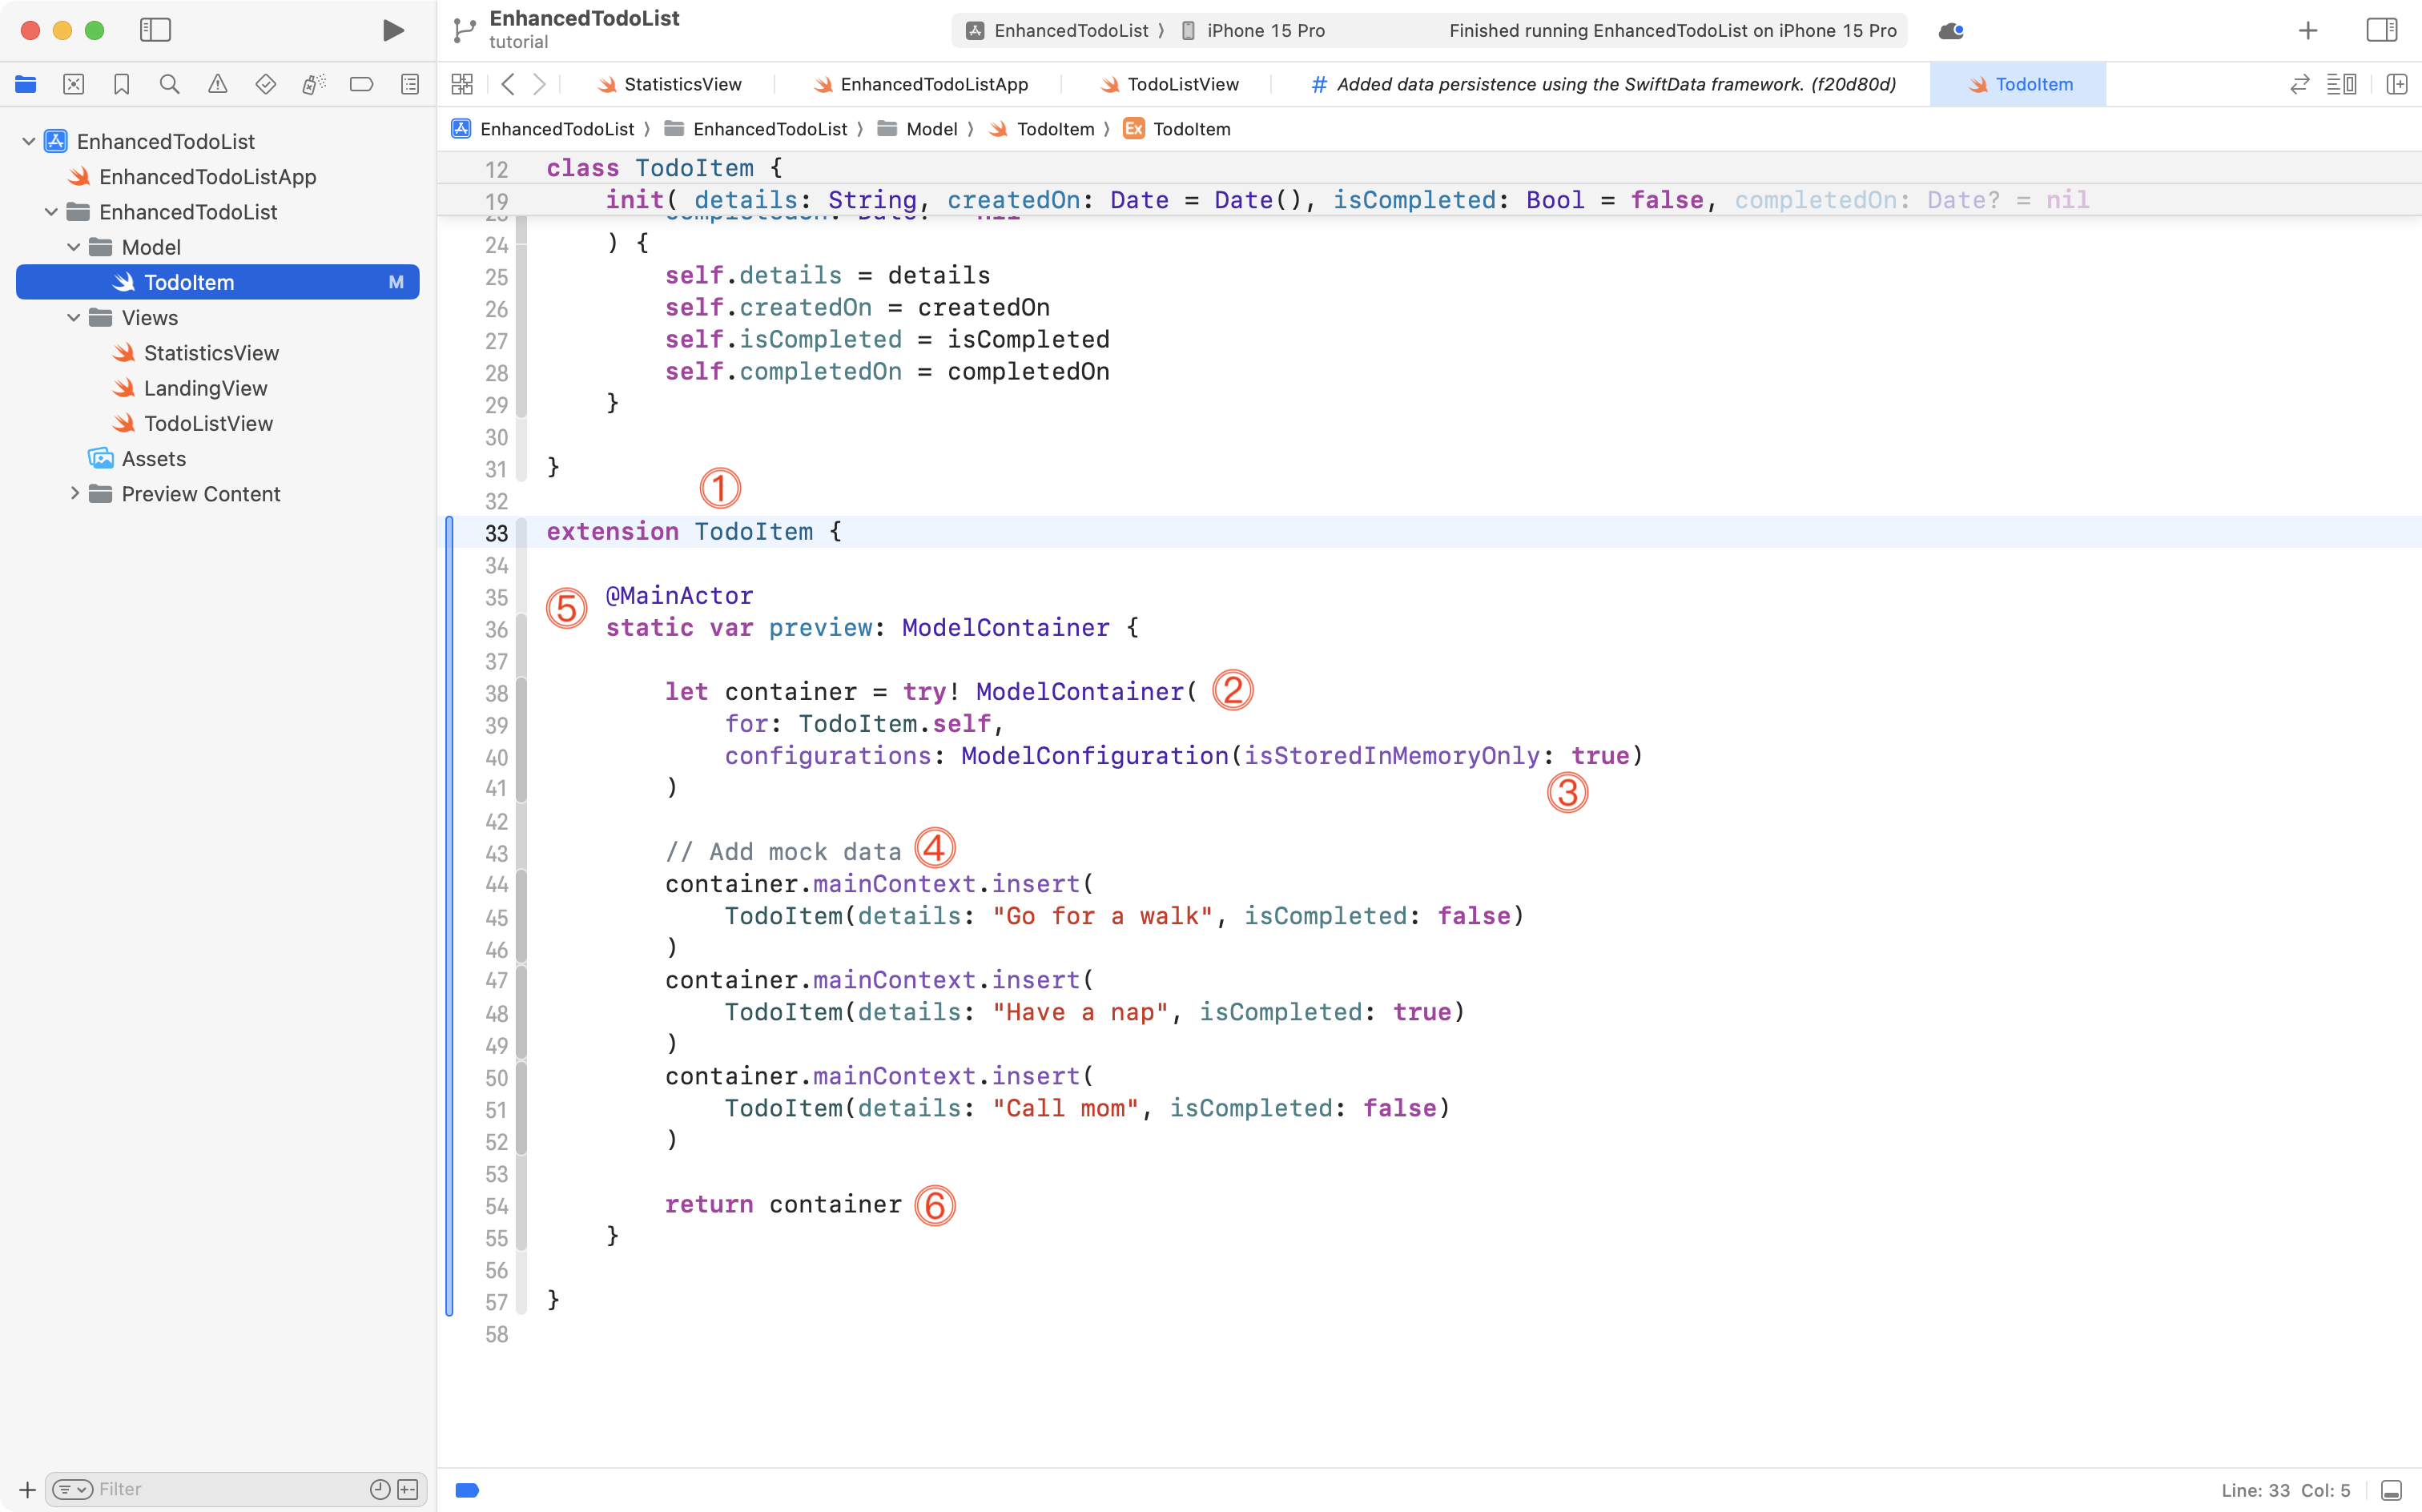 EnhancedTodoList
tutorial
EnhancedTodoList ⟩ iPhone 15 Pro
Finished running EnhancedTodoList on iPhone 15 Pro
StatisticsView
EnhancedTodoListApp
TodoListView
# Added data persistence using the SwiftData framework. (f20d80d)
TodoItem
EnhancedTodoList ⟩ EnhancedTodoList ⟩ Model ⟩ TodoItem ⟩ Ex TodoItem
EnhancedTodoList
EnhancedTodoListApp
EnhancedTodoList
Model
TodoItem M
Views
StatisticsView
LandingView
TodoListView
Assets
Preview Content
Filter
12 class TodoItem {
19 init( details: String, createdOn: Date = Date(), isCompleted: Bool = false, completedOn: Date? = nil
24 ) {
25 self.details = details
26 self.createdOn = createdOn
27 self.isCompleted = isCompleted
28 self.completedOn = completedOn
29 }
30
31 }
①
32
33 extension TodoItem {
34
35 @MainActor
⑤
36 static var preview: ModelContainer {
37
38 let container = try! ModelContainer( ②
39 for: TodoItem.self,
40 configurations: ModelConfiguration(isStoredInMemoryOnly: true)
41 ) ③
42
43 // Add mock data ④
44 container.mainContext.insert(
45 TodoItem(details: "Go for a walk", isCompleted: false)
46 )
47 container.mainContext.insert(
48 TodoItem(details: "Have a nap", isCompleted: true)
49 )
50 container.mainContext.insert(
51 TodoItem(details: "Call mom", isCompleted: false)
52 )
53
54 return container ⑥
55 }
56
57 }
58
Line: 33 Col: 5